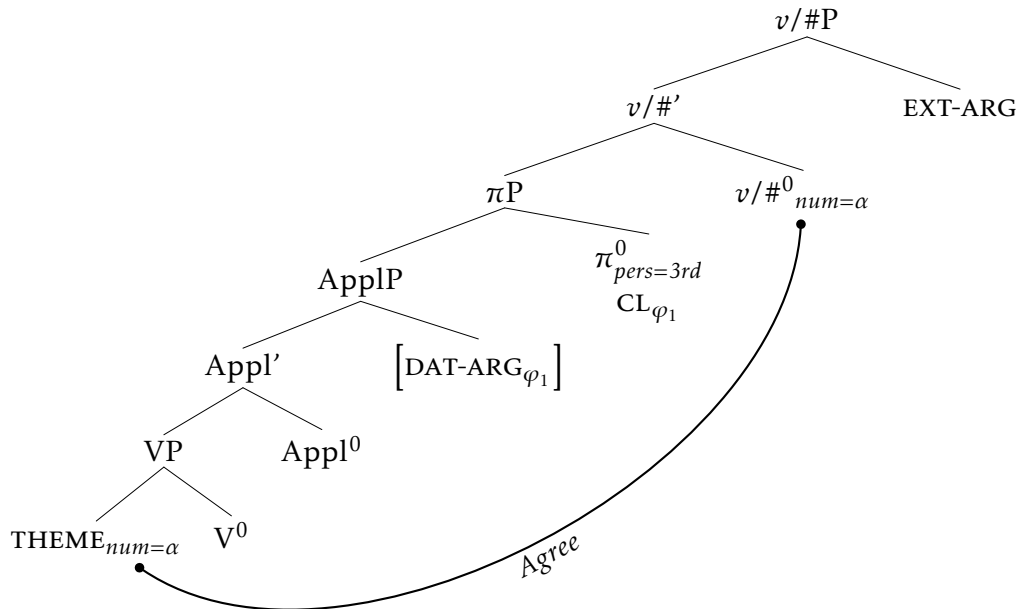 v/#P
v/#’ EXT-ARG
πP v/#⁰num=α
ApplP π⁰pers=3rd
CLφ₁
Appl’ [DAT-ARGφ₁]
VP Appl⁰
THEMEnum=α V⁰
Agree